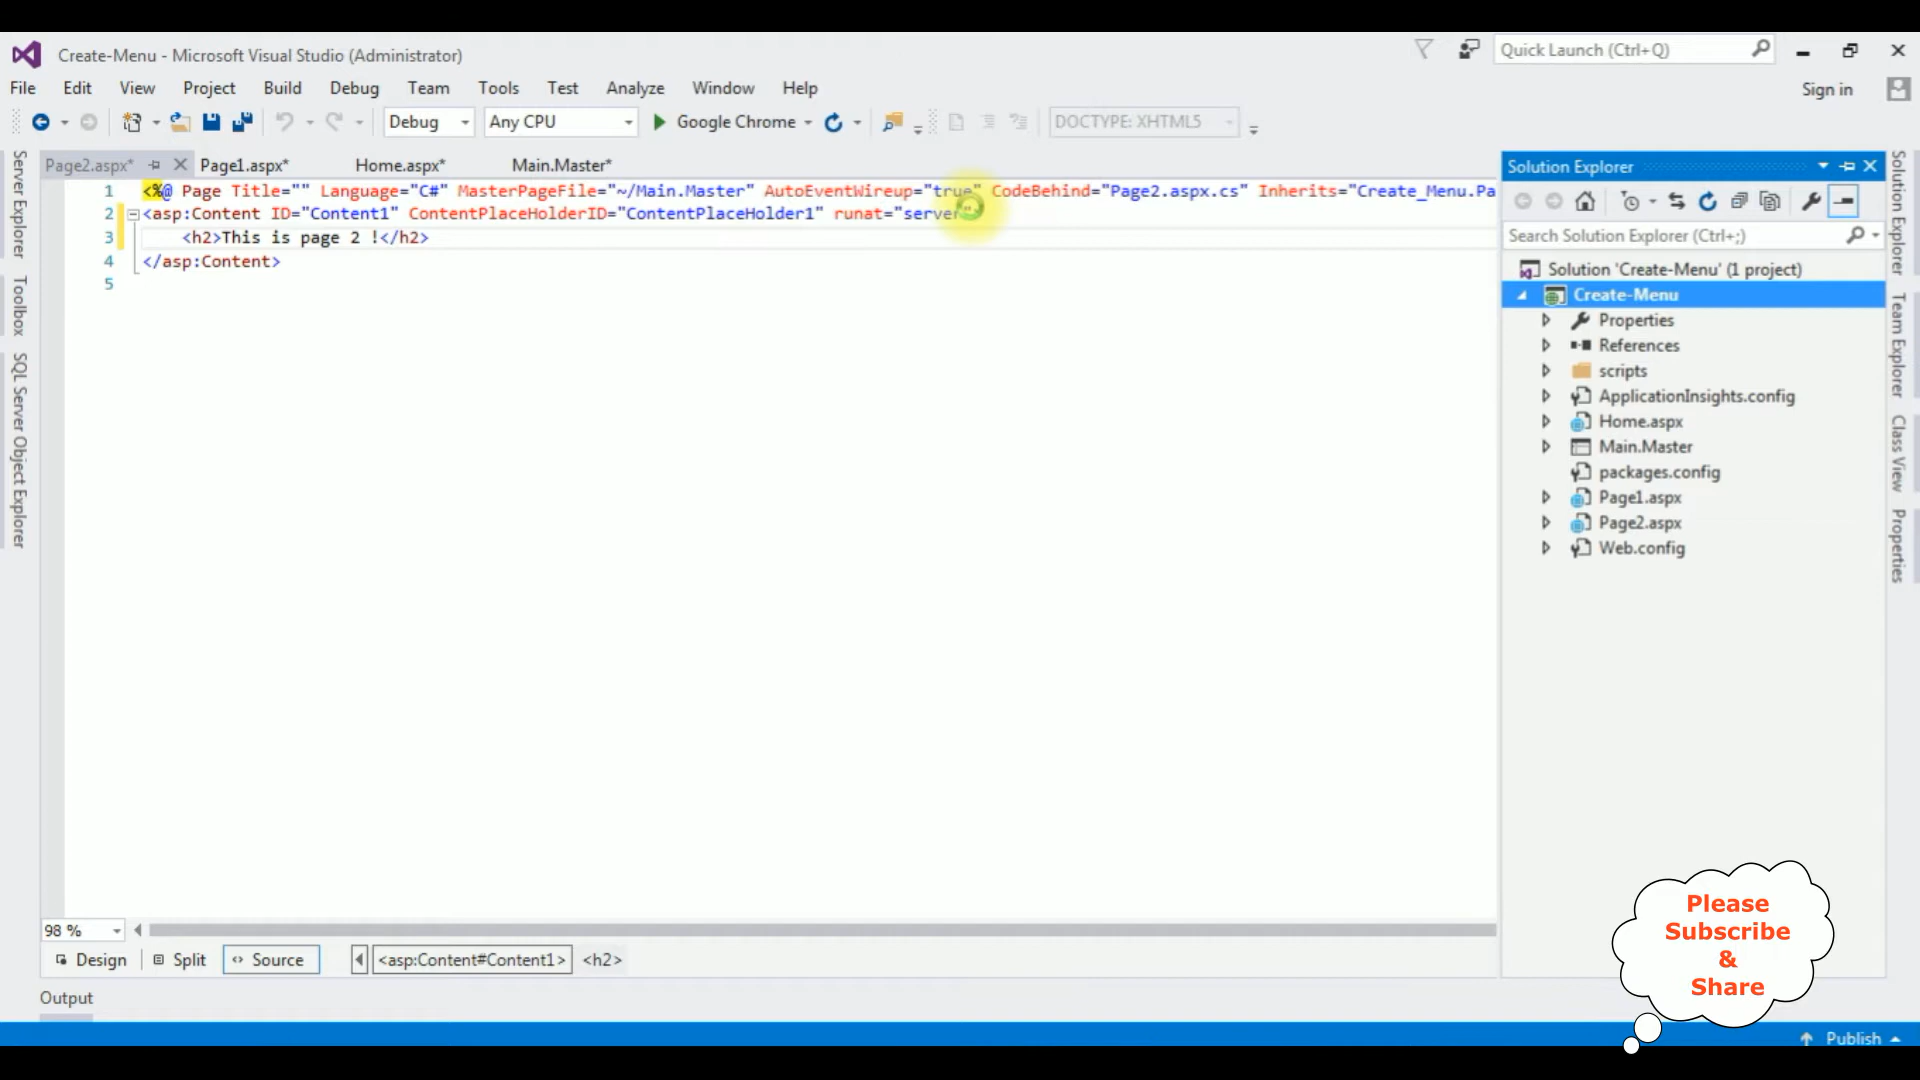 Create-Menu - Microsoft Visual Studio (Administrator)
Quick Launch (Ctrl+Q)
File Edit View Project Build Debug Team Tools Test Analyze Window Help
Sign in
Debug Any CPU Google Chrome DOCTYPE: XHTML5
Server Explorer
Toolbox
SQL Server Object Explorer
Page2.aspx* Page1.aspx* Home.aspx* Main.Master*
1 <%@ Page Title="" Language="C#" MasterPageFile="~/Main.Master" AutoEventWireup="true" CodeBehind="Page2.aspx.cs" Inherits="Create_Menu.Pa
2 <asp:Content ID="Content1" ContentPlaceHolderID="ContentPlaceHolder1" runat="server"
3 <h2>This is page 2 !</h2>
4 </asp:Content>
5
98 %
Design Split Source <asp:Content#Content1> <h2>
Output
Solution Explorer
Search Solution Explorer (Ctrl+;)
Solution 'Create-Menu' (1 project)
Create-Menu
Properties
References
scripts
ApplicationInsights.config
Home.aspx
Main.Master
packages.config
Page1.aspx
Page2.aspx
Web.config
Solution Explorer
Team Explorer
Class View
Properties
Please
Subscribe
&
Share
Publish